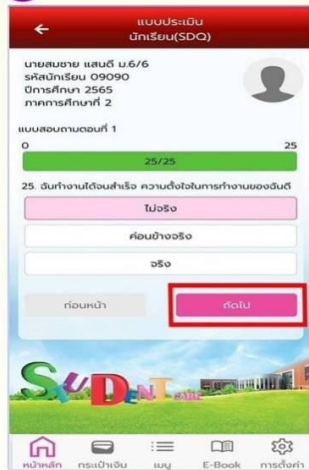 แบบประเมิน
นักเรียน(SDQ)
นายสมชาย แสนดี ม.6/6
รหัสนักเรียน 09090
ปีการศึกษา 2565
ภาคการศึกษาที่ 2
แบบสอบถามตอนที่ 1
0 25
25/25
25. ฉันทำงานได้จนสำเร็จ ความตั้งใจในการทำงานของฉันดี
ไม่จริง
ค่อนข้างจริง
จริง
ก่อนหน้า ถัดไป
STUDENT CARE
หน้าหลัก กระเป๋าเงิน เมนู E-Book การตั้งค่า